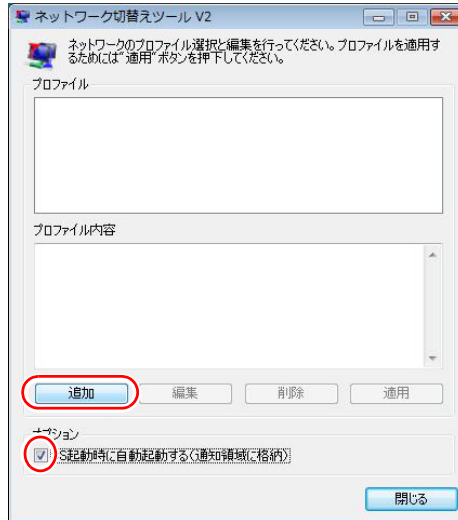 ネットワーク切替えツール V2
ネットワークのプロファイル選択と編集を行ってください。プロファイルを適用す
るためには"適用"ボタンを押下してください。
プロファイル
プロファイル内容
追加 編集 削除 適用
オプション
S起動時に自動起動する(通知領域に格納)
閉じる